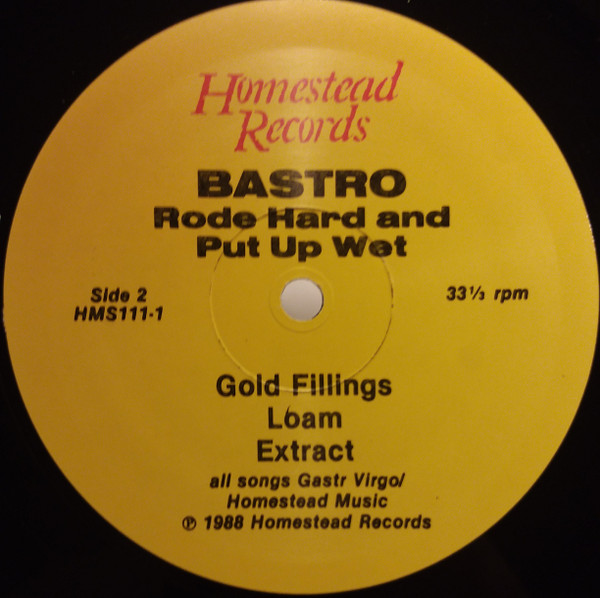 Homestead
Records
BASTRO
Rode Hard and
Put Up Wet
Side 2
HMS111-1
33⅓ rpm
Gold Fillings
Loam
Extract
all songs Gastr Virgo/
Homestead Music
℗ 1988 Homestead Records